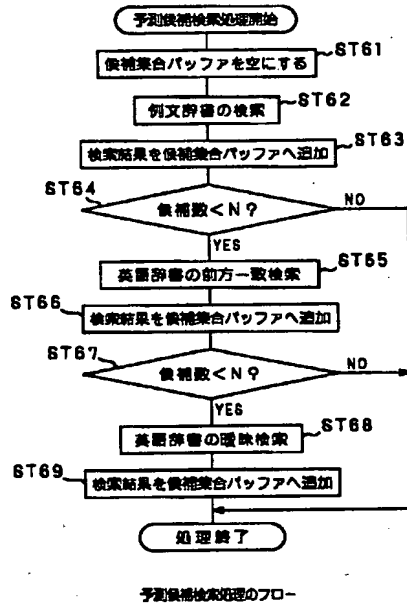 予測候補検索処理開始
候補集合バッファを空にする
ST61
例文辞書の検索
ST62
検索結果を候補集合バッファへ追加
ST63
ST64
候補数<N?
NO
YES
英語辞書の前方一致検索
ST65
ST66
検索結果を候補集合バッファへ追加
ST67
候補数<N?
NO
YES
英語辞書の曖昧検索
ST68
ST69
検索結果を候補集合バッファへ追加
処理終了
予測候補検索処理のフロー